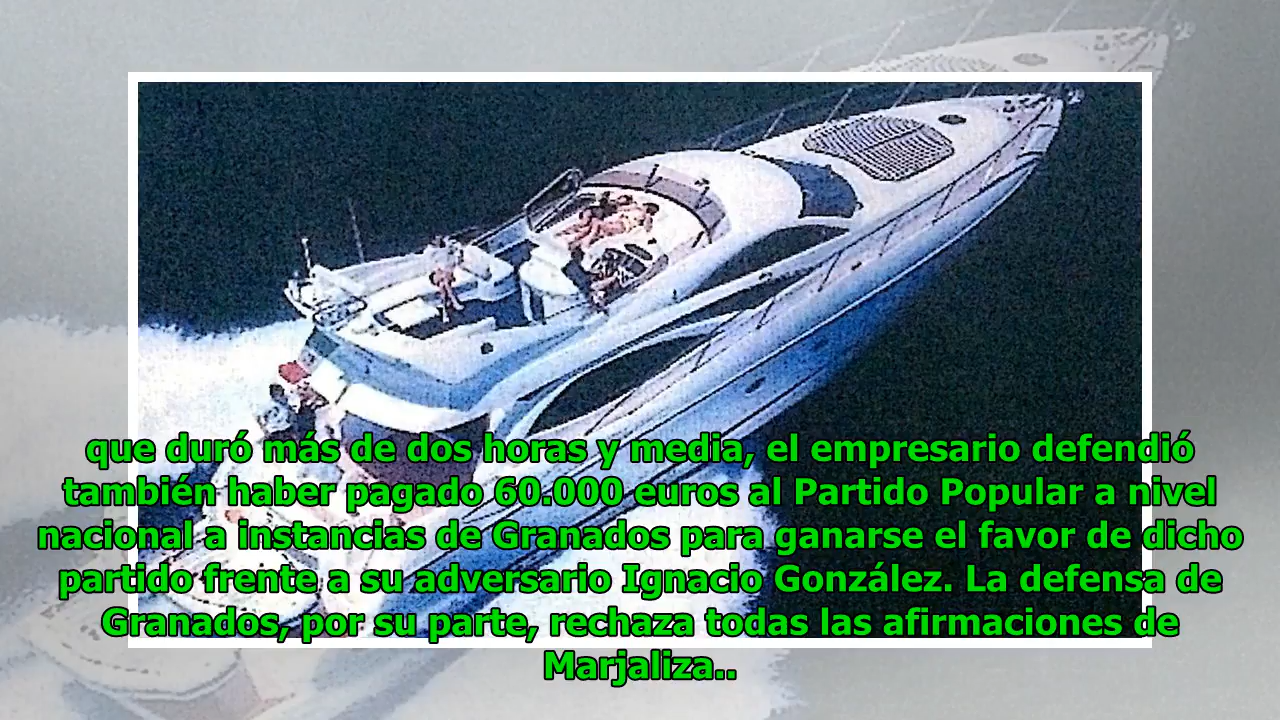 que duró más de dos horas y media, el empresario defendió
también haber pagado 60.000 euros al Partido Popular a nivel
nacional a instancias de Granados para ganarse el favor de dicho
partido frente a su adversario Ignacio González. La defensa de
Granados, por su parte, rechaza todas las afirmaciones de
Marjaliza..